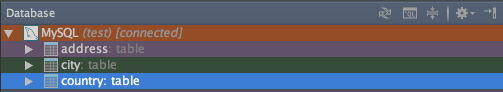 Database
MySQL (test) [connected]
address: table
city: table
country: table